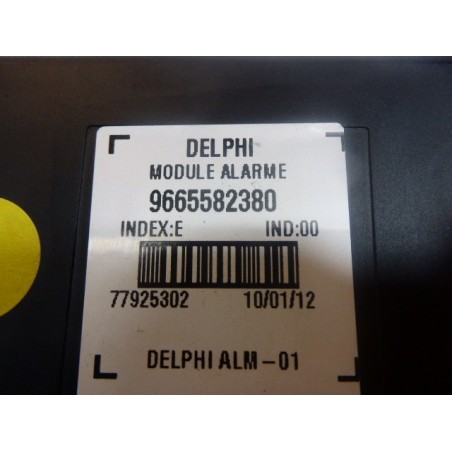 DELPHI
MODULE ALARME
9665582380
INDEX:E IND:00
77925302 10/01/12
DELPHI ALM-01